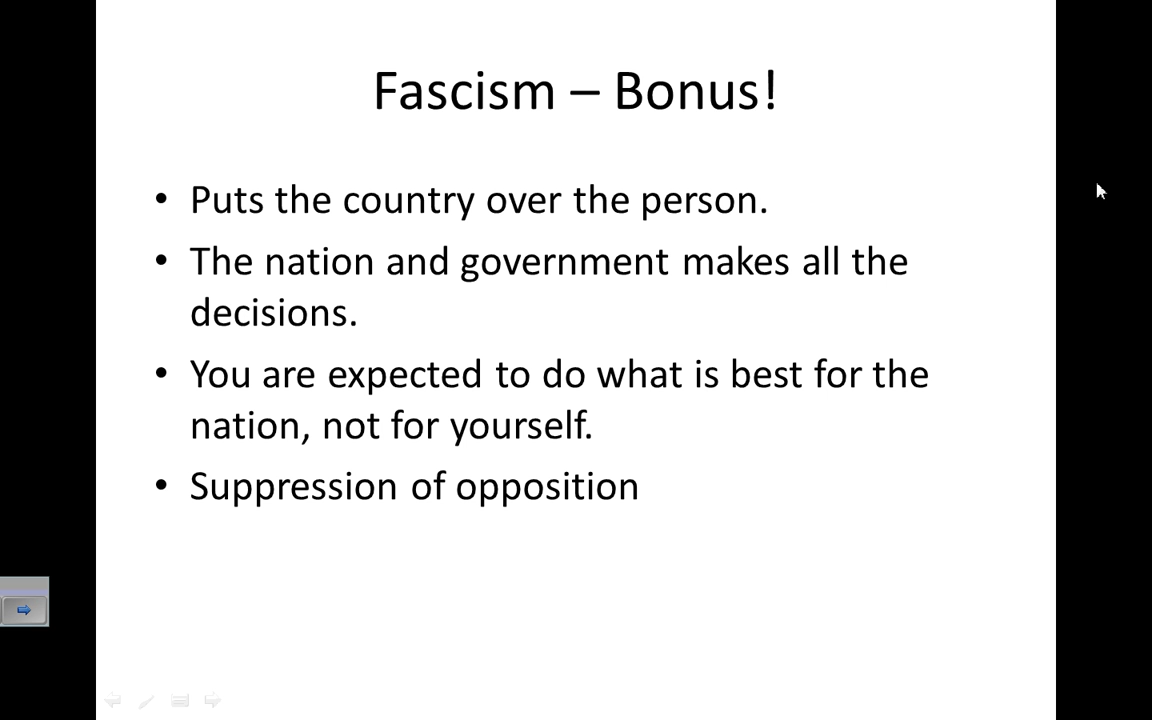 Fascism – Bonus!
• Puts the country over the person.
• The nation and government makes all the
decisions.
• You are expected to do what is best for the
nation, not for yourself.
• Suppression of opposition